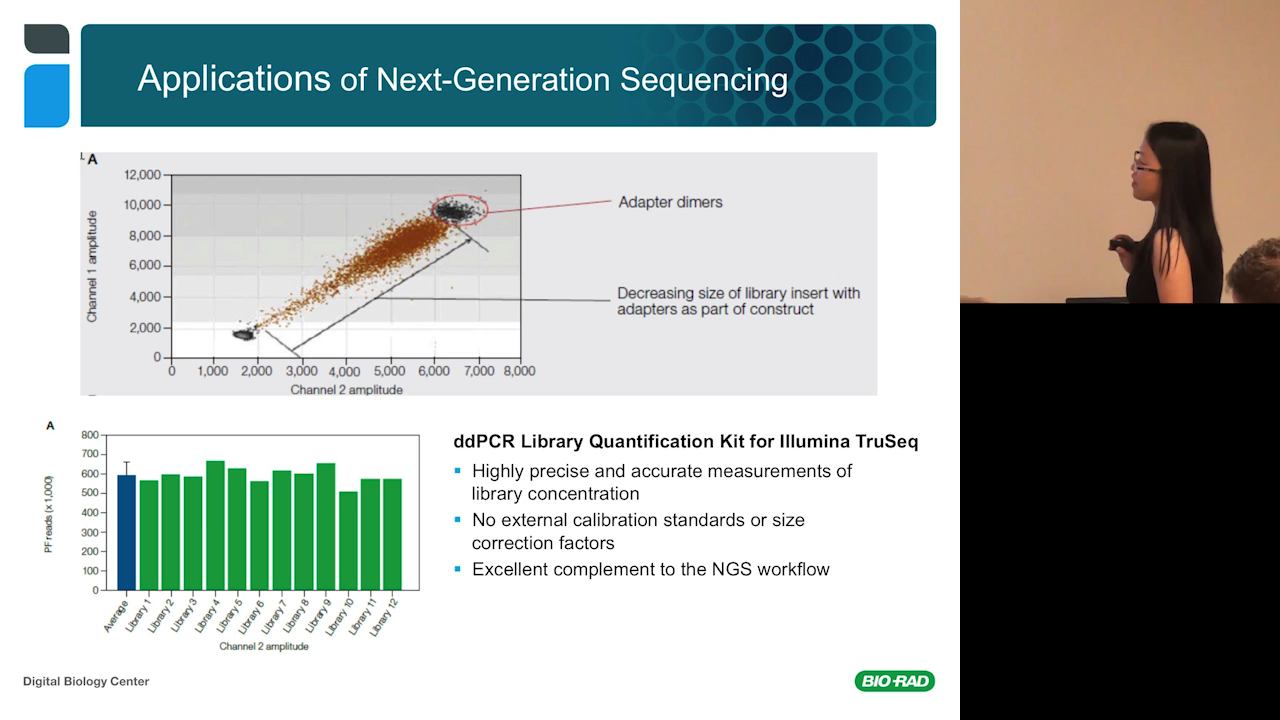 Applications of Next-Generation Sequencing
A
12,000
10,000
8,000
6,000
4,000
2,000
0
Channel 1 amplitude
0 1,000 2,000 3,000 4,000 5,000 6,000 7,000 8,000
Channel 2 amplitude
Adapter dimers
Decreasing size of library insert with
adapters as part of construct
A
800
700
600
500
400
300
200
100
0
PF reads (x 1,000)
Average Library 1 Library 2 Library 3 Library 4 Library 5 Library 6 Library 7 Library 8 Library 9 Library 10 Library 11 Library 12
Channel 2 amplitude
ddPCR Library Quantification Kit for Illumina TruSeq
Highly precise and accurate measurements of
library concentration
No external calibration standards or size
correction factors
Excellent complement to the NGS workflow
Digital Biology Center
BIO-RAD